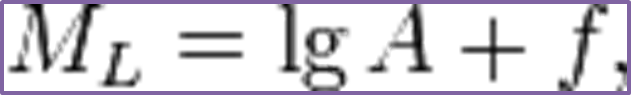 M_L = lg A + f,